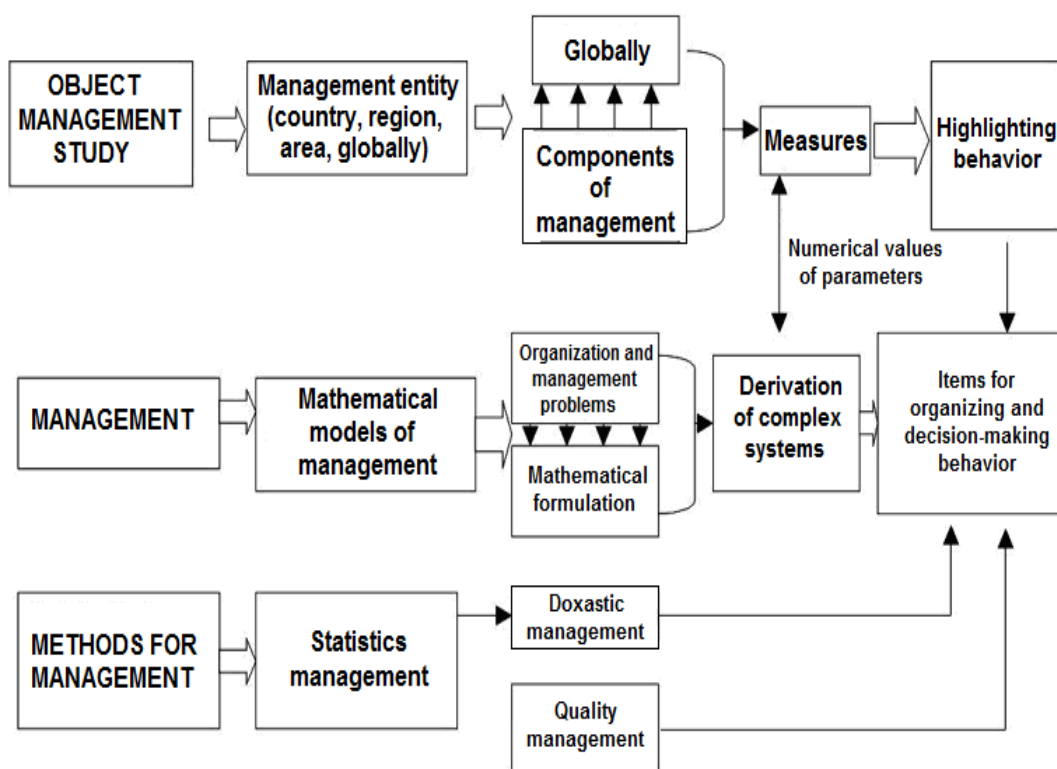 OBJECT
MANAGEMENT
STUDY
Management entity
(country, region,
area, globally)
Globally
Components
of
management
Measures
Highlighting
behavior
Numerical values
of parameters
MANAGEMENT
Mathematical
models of
management
Organization and
management
problems
Mathematical
formulation
Derivation
of complex
systems
Items for
organizing and
decision-making
behavior
METHODS FOR
MANAGEMENT
Statistics
management
Doxastic
management
Quality
management